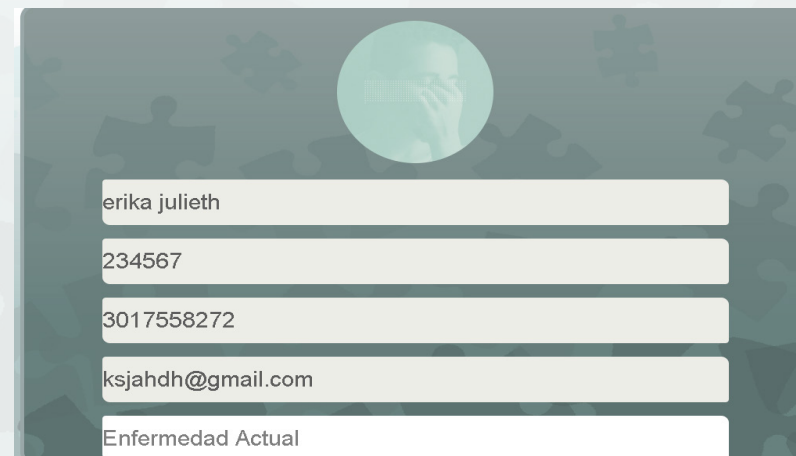 erika julieth
234567
3017558272
ksjahdh@gmail.com
Enfermedad Actual